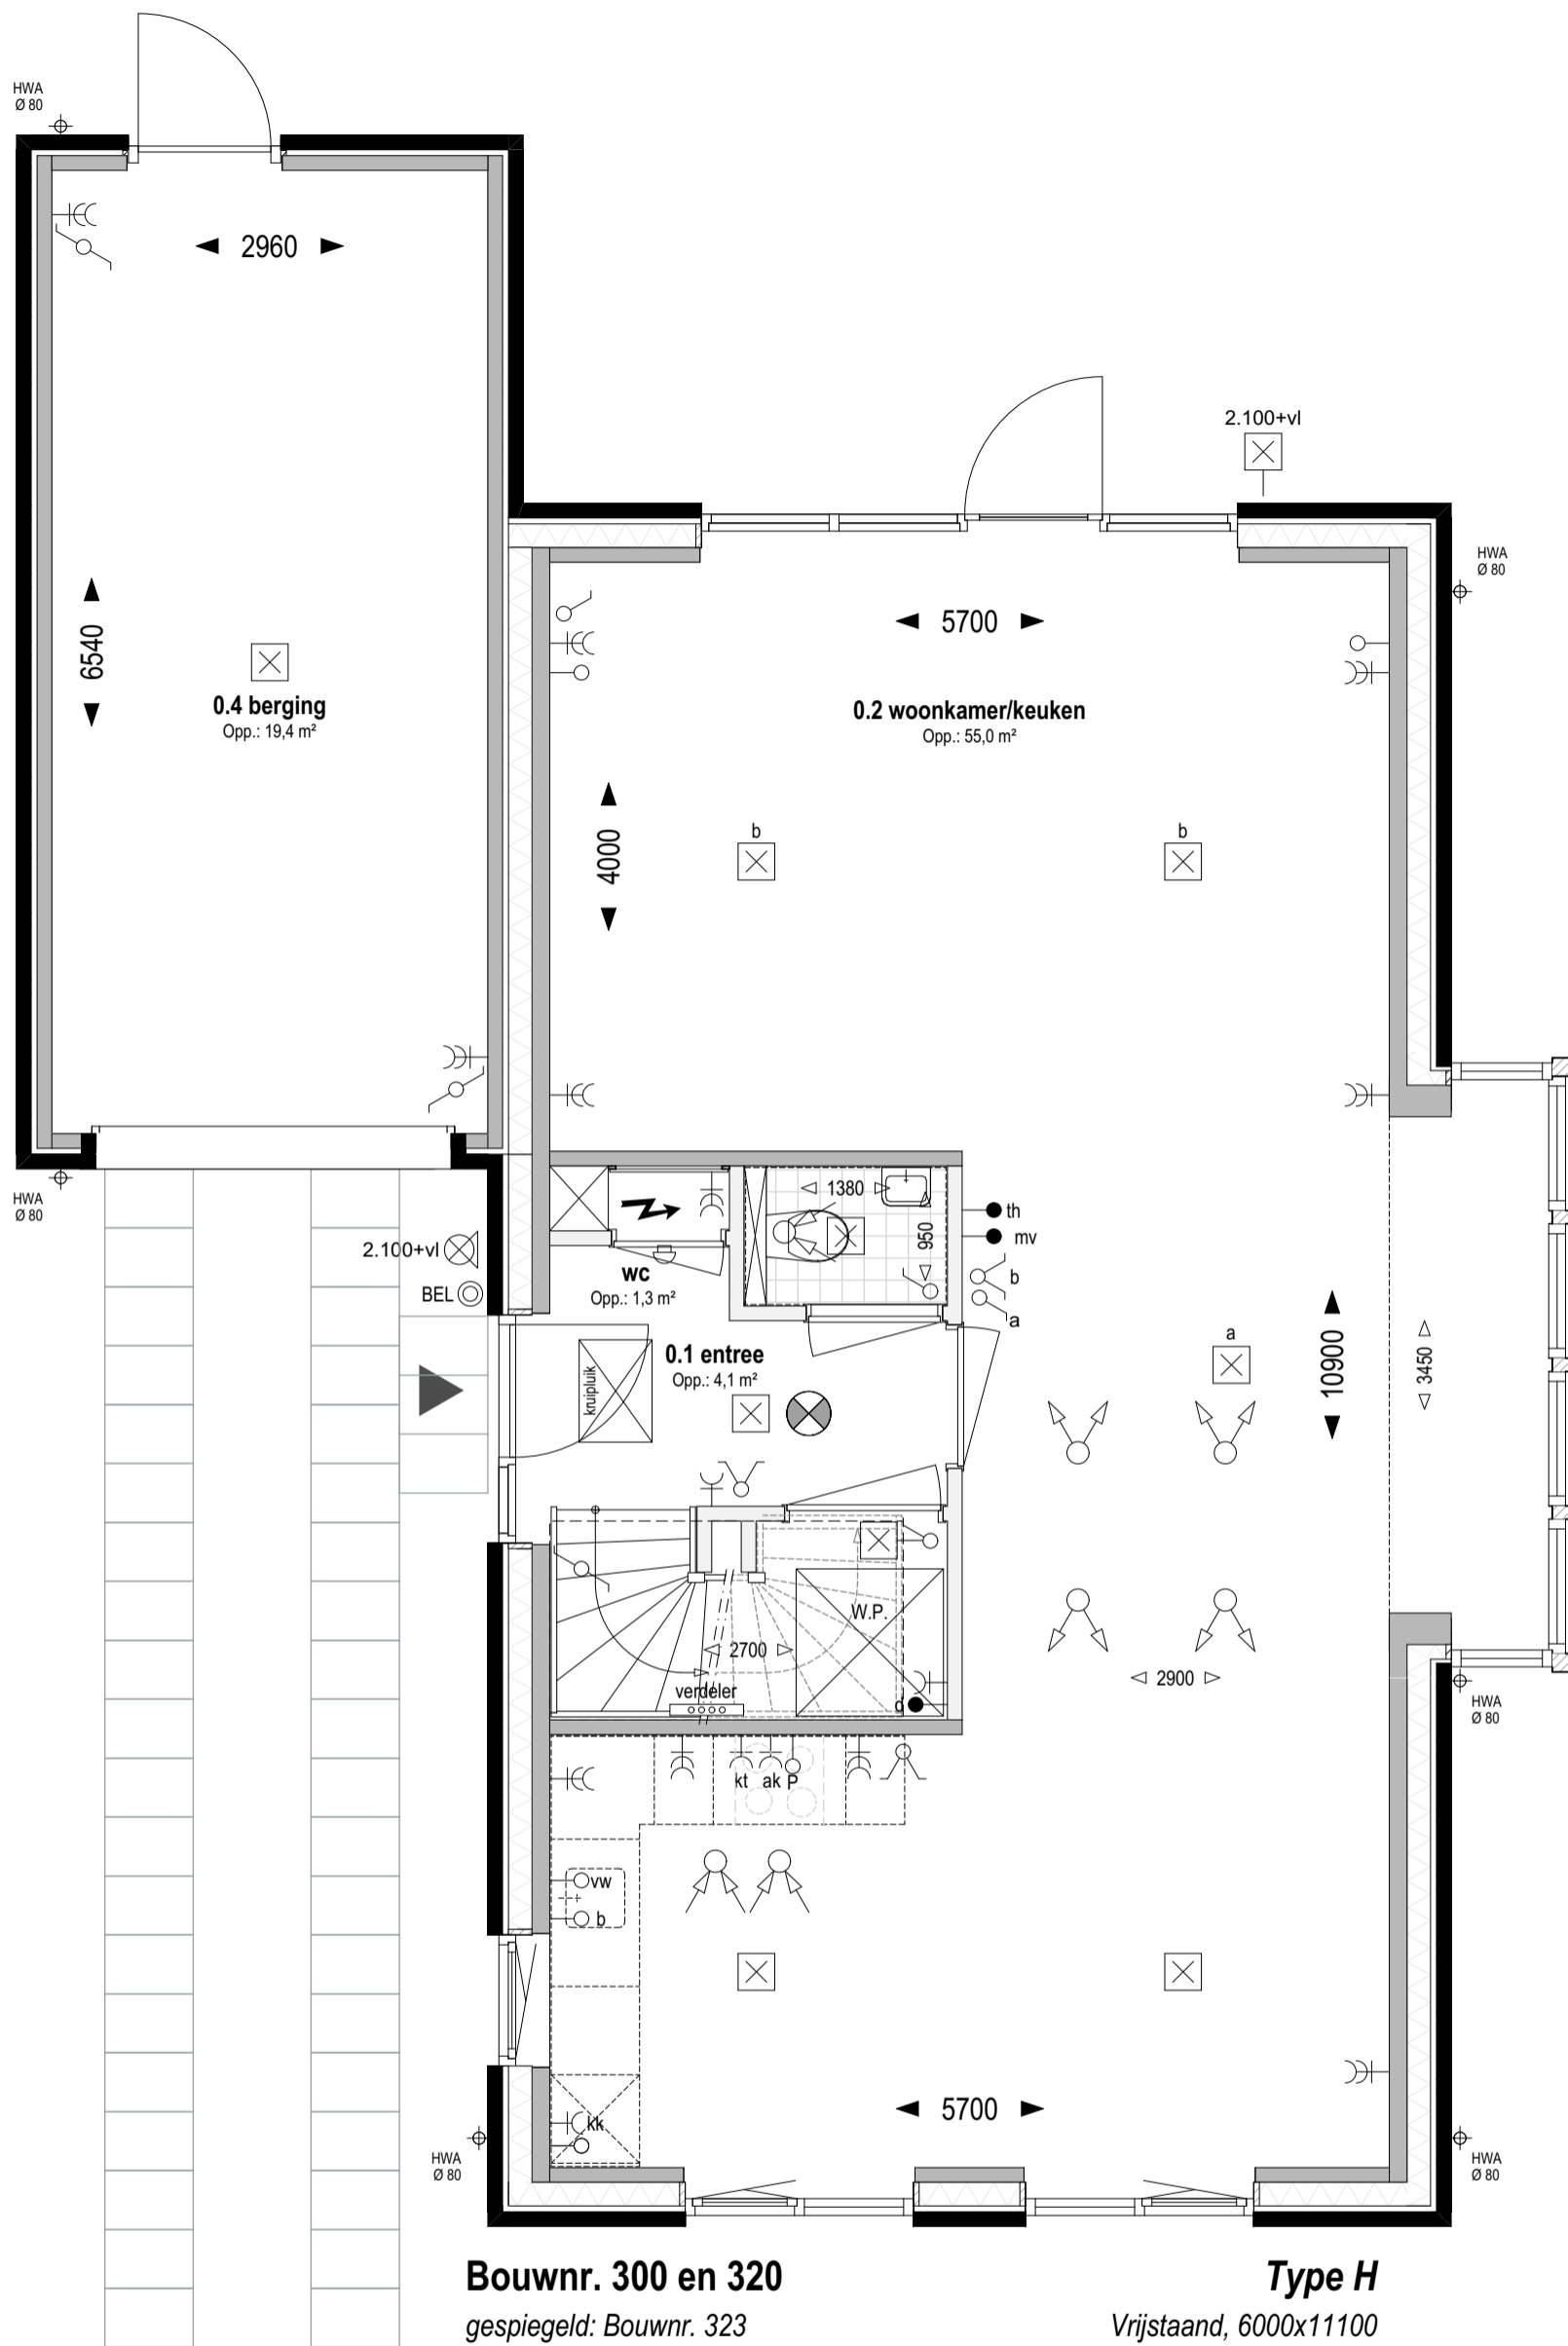 HWA
Ø 80
2960
2.100+vl
HWA
Ø 80
5700
6540
0.4 berging
Opp.: 19,4 m²
0.2 woonkamer/keuken
Opp.: 55,0 m²
4000
b
b
HWA
Ø 80
1380
950
th
mv
b
a
2.100+vl
BEL
wc
Opp.: 1,3 m²
kruipluik
0.1 entree
Opp.: 4,1 m²
a
10900
3450
W.P.
2700
verdeler
d
2900
HWA
Ø 80
kt
ak
P
vw
b
kk
5700
HWA
Ø 80
HWA
Ø 80
Bouwnr. 300 en 320
Type H
gespiegeld: Bouwnr. 323
Vrijstaand, 6000x11100